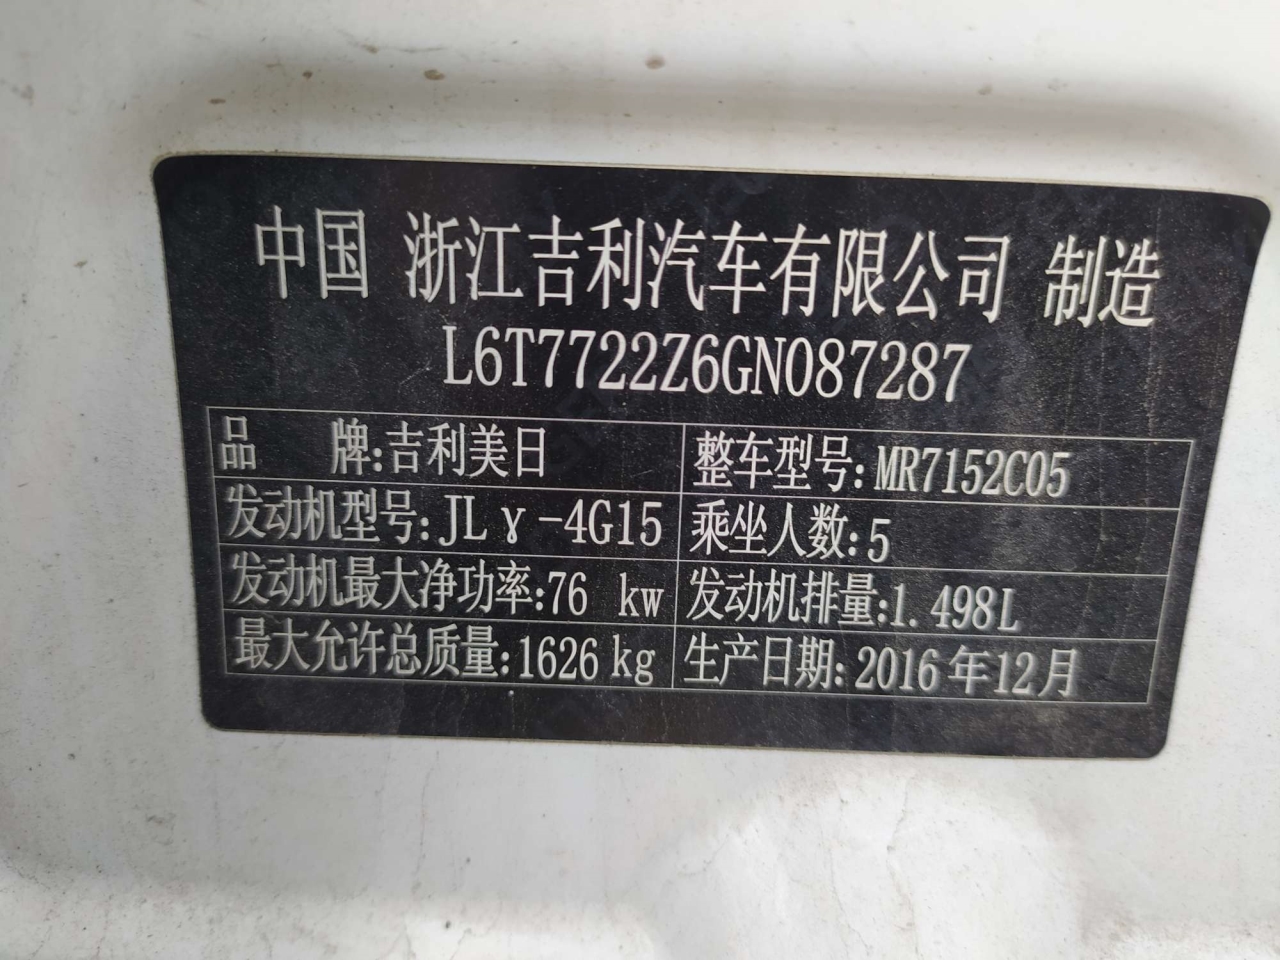 中国 浙江吉利汽车有限公司 制造
L6T7722Z6GN087287
品 牌:吉利美日 整车型号:MR7152C05
发动机型号:JLγ-4G15 乘坐人数:5
发动机最大净功率:76 kw 发动机排量:1.498L
最大允许总质量:1626kg 生产日期:2016年12月